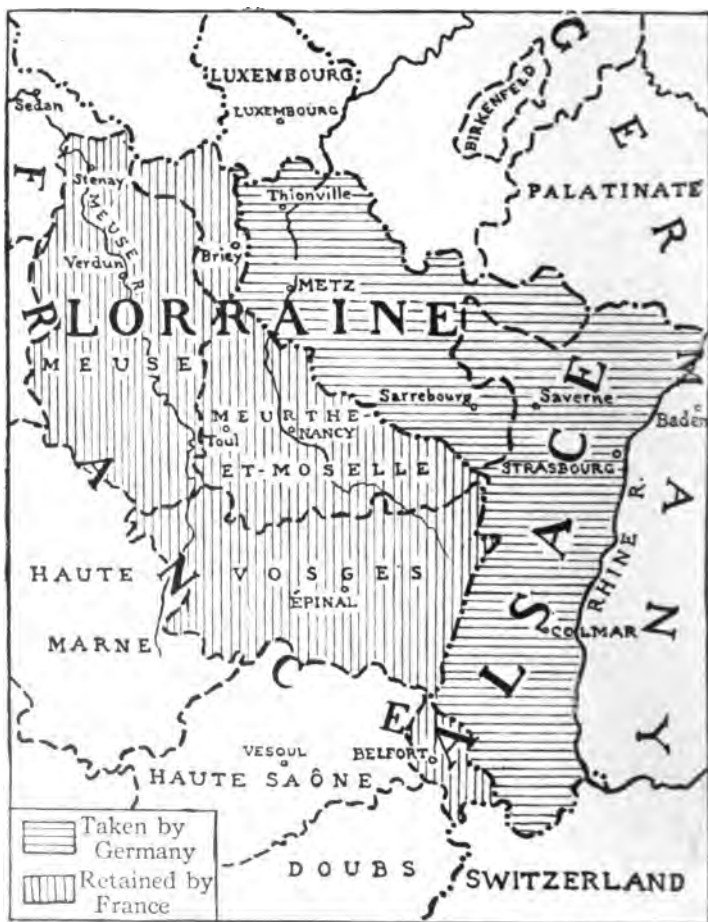 LUXEMBOURG
LUXEMBOURG
Sedan
BIRKENFELD
GERMANY
PALATINATE
Stenay
MEUSE R.
Thionville
Verdun
Briey
METZ
LORRAINE
FRANCE
MEUSE
Sarrebourg
Saverne
Baden
MEURTHE-
Toul
NANCY
ET-MOSELLE
STRASBOURG
ALSACE
RHINE R.
HAUTE
MARNE
VOSGES
ÉPINAL
COLMAR
VESOUL
BELFORT
HAUTE SAÔNE
DOUBS
SWITZERLAND
Taken by
Germany
Retained by
France